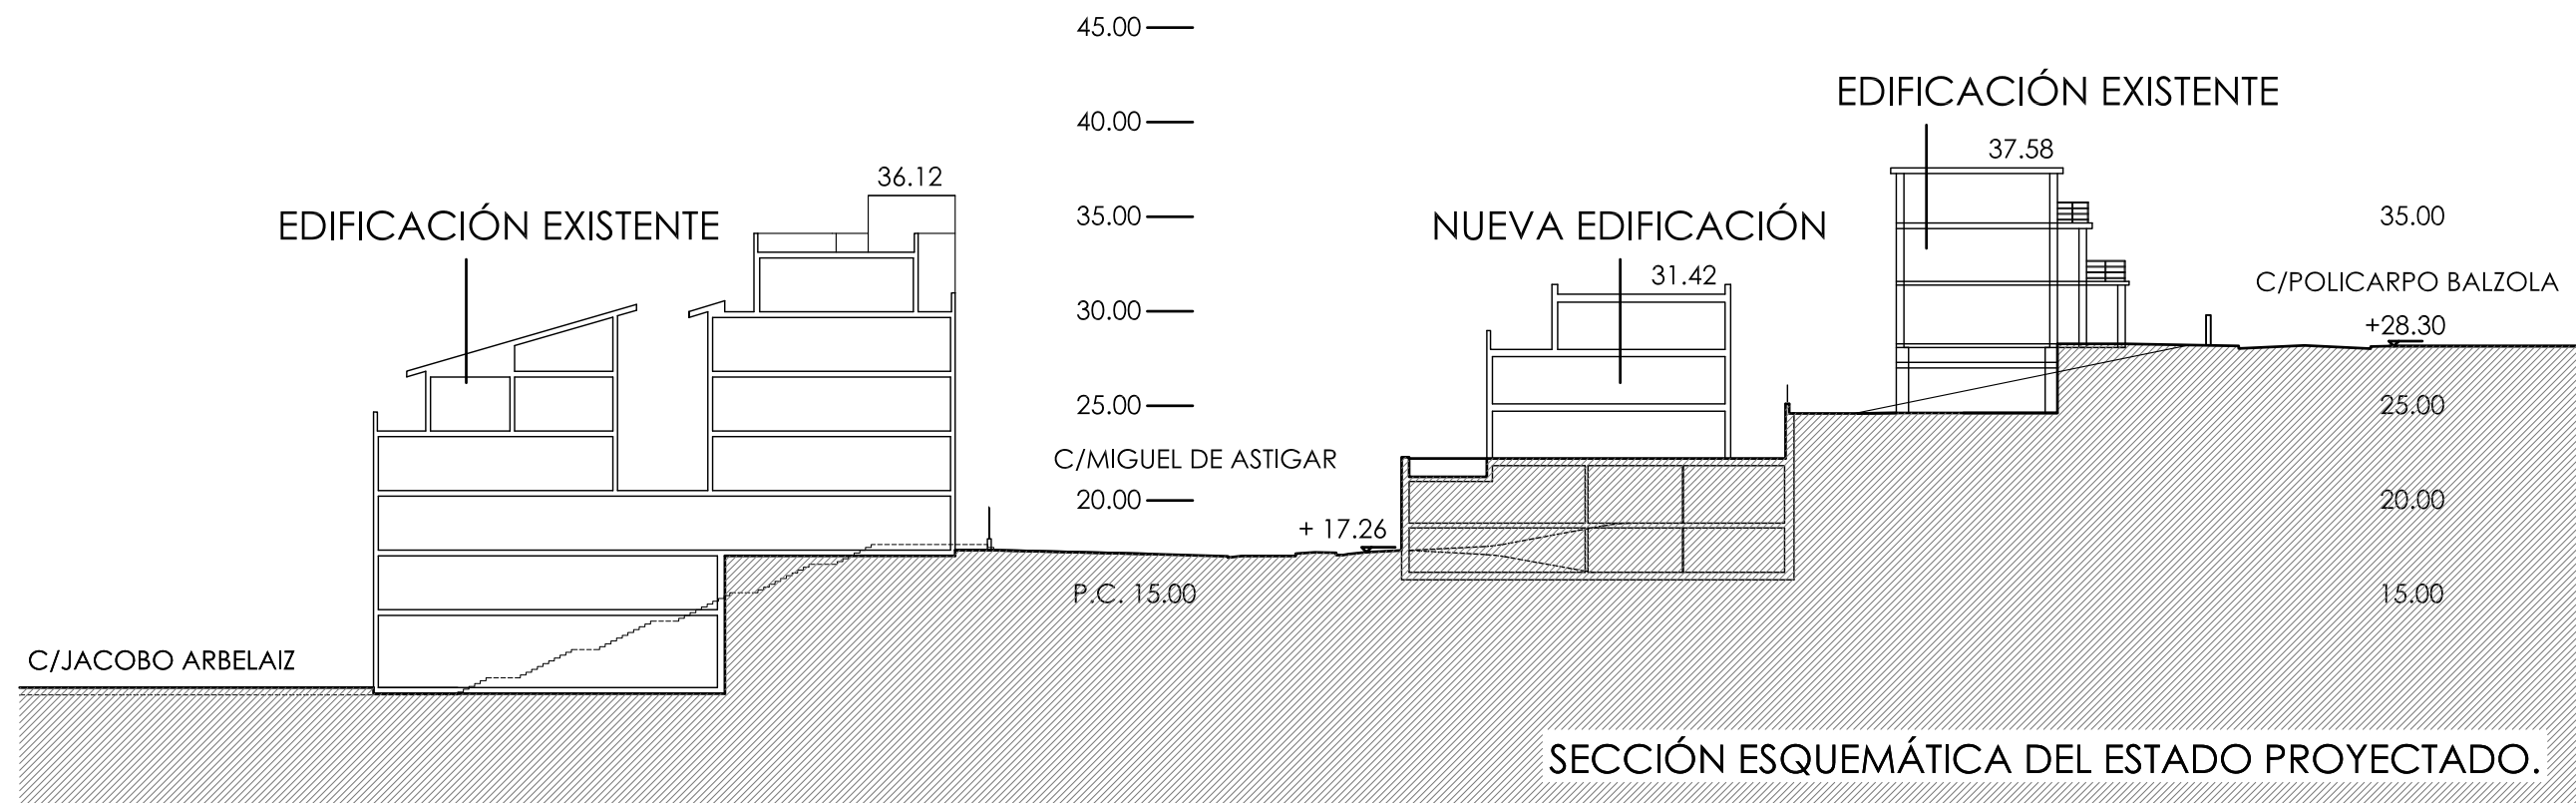 45.00
40.00
EDIFICACIÓN EXISTENTE
37.58
36.12
EDIFICACIÓN EXISTENTE
35.00
NUEVA EDIFICACIÓN
35.00
31.42
C/POLICARPO BALZOLA
30.00
+28.30
25.00
25.00
C/MIGUEL DE ASTIGAR
20.00
20.00
+ 17.26
P.C. 15.00
15.00
C/JACOBO ARBELAIZ
SECCIÓN ESQUEMÁTICA DEL ESTADO PROYECTADO.